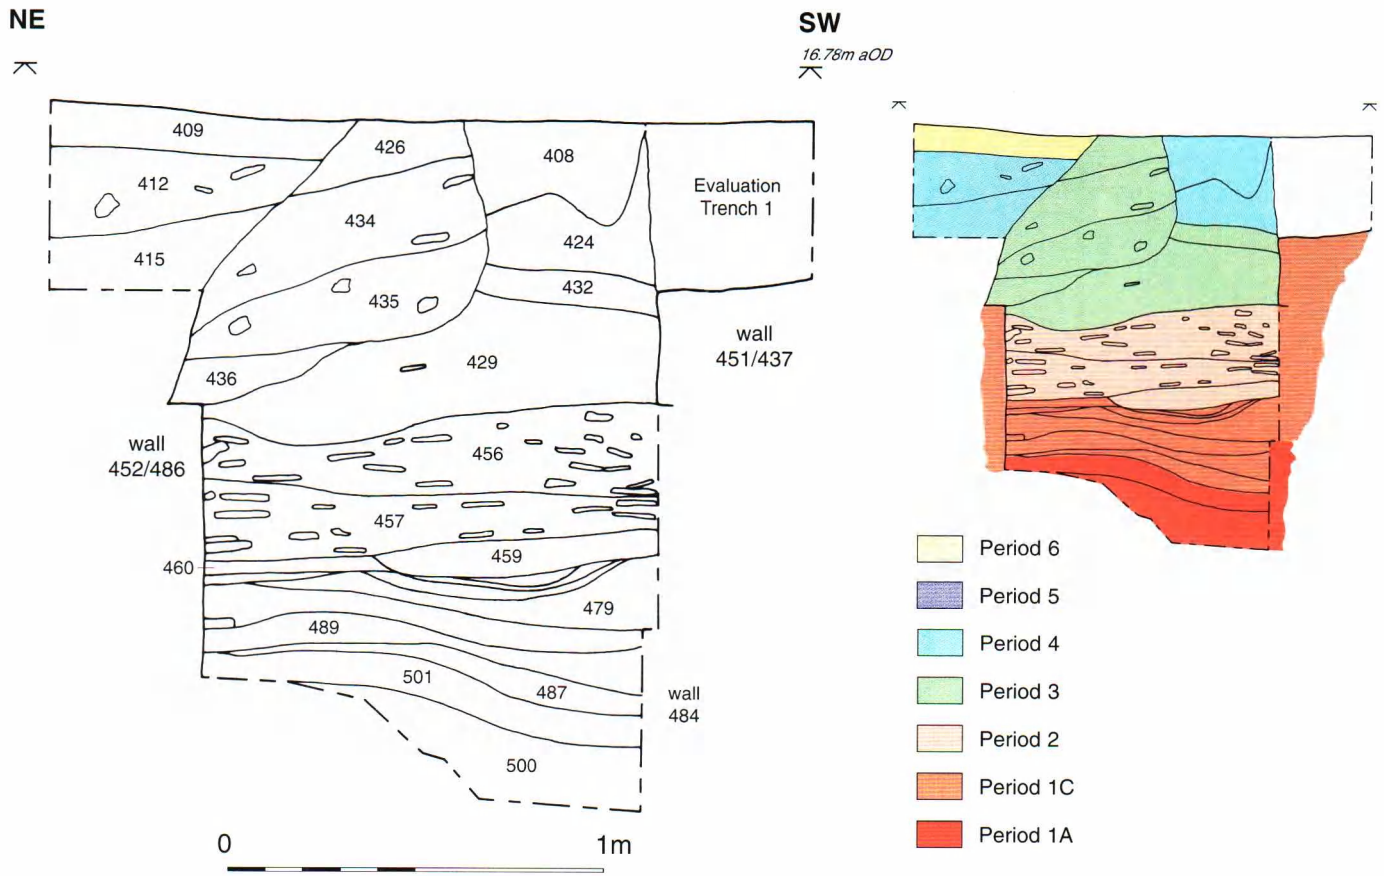 NE
SW
16.78m aOD
409
426
408
412
Evaluation
Trench 1
434
424
415
432
435
wall
451/437
429
436
wall
452/486
456
457
459
460
479
489
501
487
wall
484
500
0 1m
Period 6
Period 5
Period 4
Period 3
Period 2
Period 1C
Period 1A